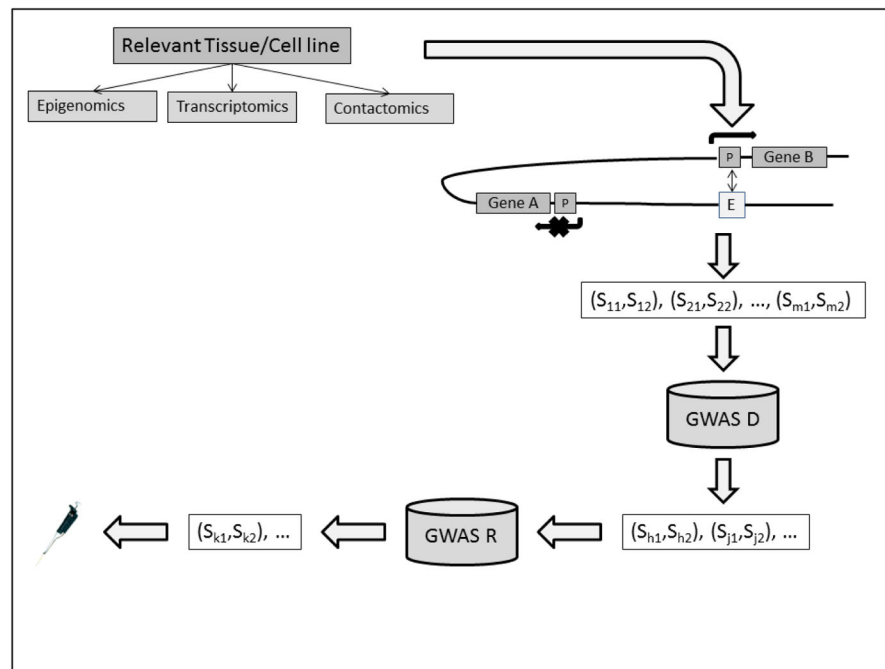 Relevant Tissue/Cell line
Epigenomics
Transcriptomics
Contactomics
P
Gene B
Gene A
P
E
(S₁₁,S₁₂), (S₂₁,S₂₂), ..., (Sₘ₁,Sₘ₂)
GWAS D
(Sₕ₁,Sₕ₂), (Sⱼ₁,Sⱼ₂), ...
GWAS R
(Sₖ₁,Sₖ₂), ...